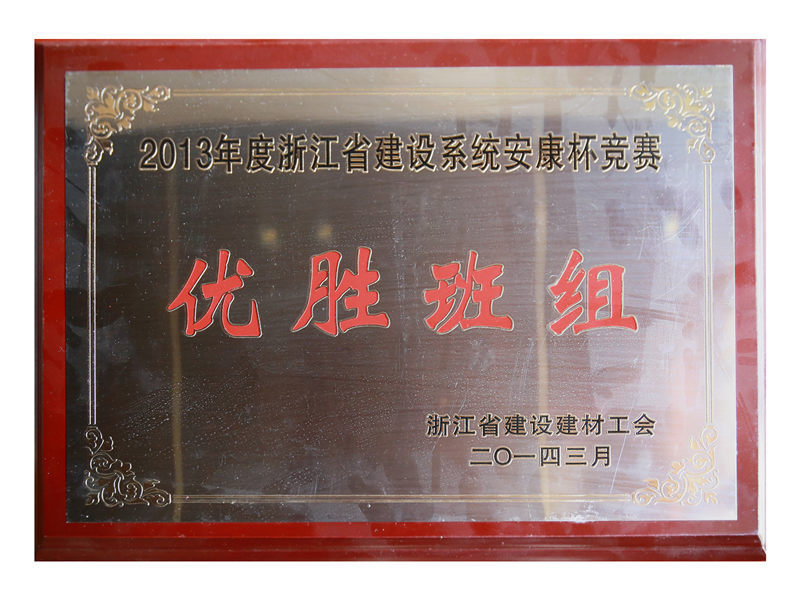 2013年度浙江省建设系统安康杯竞赛
优胜班组
浙江省建设建材工会
二〇一四三月